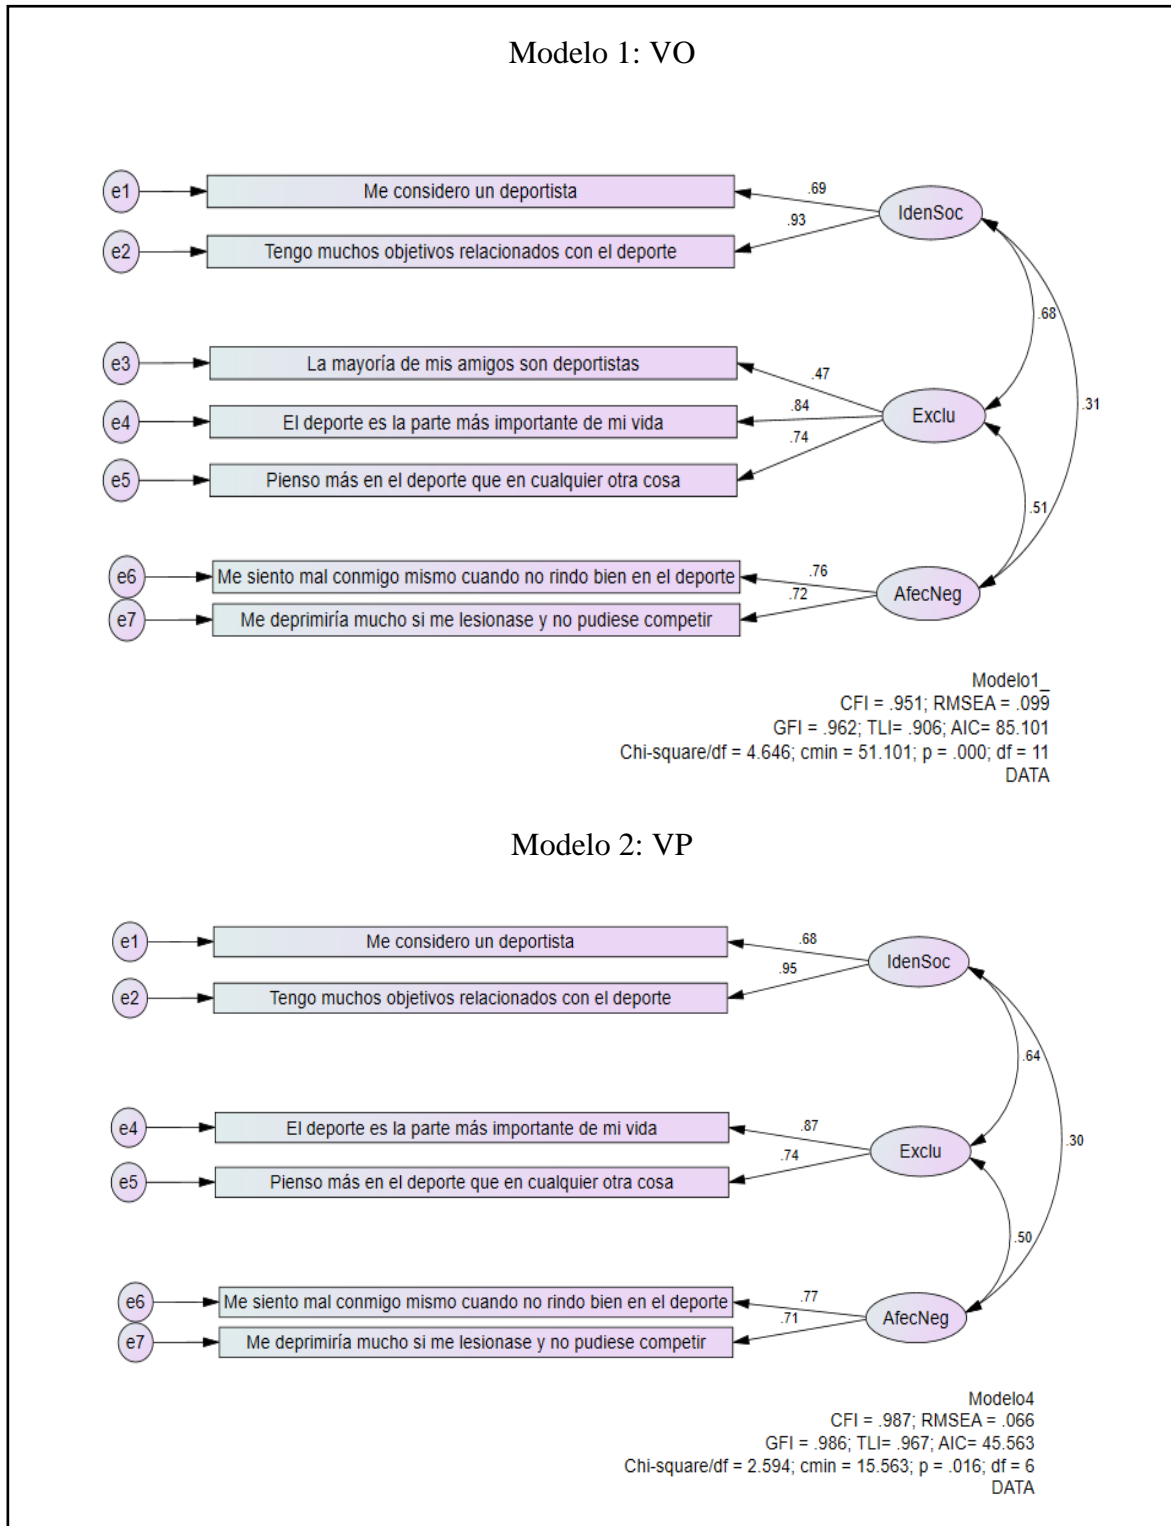 Modelo 1: VO
e1 Me considero un deportista .69 IdenSoc
e2 Tengo muchos objetivos relacionados con el deporte .93
.68
e3 La mayoría de mis amigos son deportistas .47
e4 El deporte es la parte más importante de mi vida .84 Exclu .31
e5 Pienso más en el deporte que en cualquier otra cosa .74
.51
e6 Me siento mal conmigo mismo cuando no rindo bien en el deporte .76 AfecNeg
e7 Me deprimiría mucho si me lesionase y no pudiese competir .72
Modelo1_
CFI = .951; RMSEA = .099
GFI = .962; TLI= .906; AIC= 85.101
Chi-square/df = 4.646; cmin = 51.101; p = .000; df = 11
DATA
Modelo 2: VP
e1 Me considero un deportista .68 IdenSoc
e2 Tengo muchos objetivos relacionados con el deporte .95
.64
e4 El deporte es la parte más importante de mi vida .87 Exclu .30
e5 Pienso más en el deporte que en cualquier otra cosa .74
.50
e6 Me siento mal conmigo mismo cuando no rindo bien en el deporte .77 AfecNeg
e7 Me deprimiría mucho si me lesionase y no pudiese competir .71
Modelo4
CFI = .987; RMSEA = .066
GFI = .986; TLI= .967; AIC= 45.563
Chi-square/df = 2.594; cmin = 15.563; p = .016; df = 6
DATA